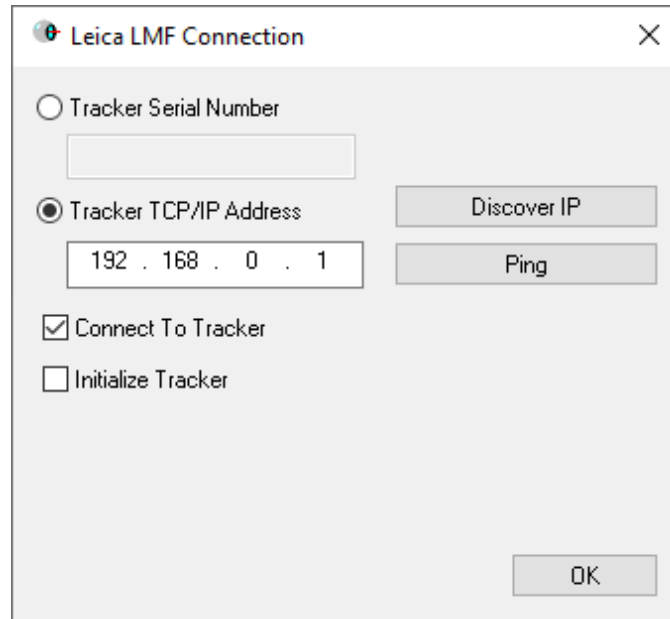 Leica LMF Connection
Tracker Serial Number
Tracker TCP/IP Address
Discover IP
192 . 168 . 0 . 1
Ping
Connect To Tracker
Initialize Tracker
OK